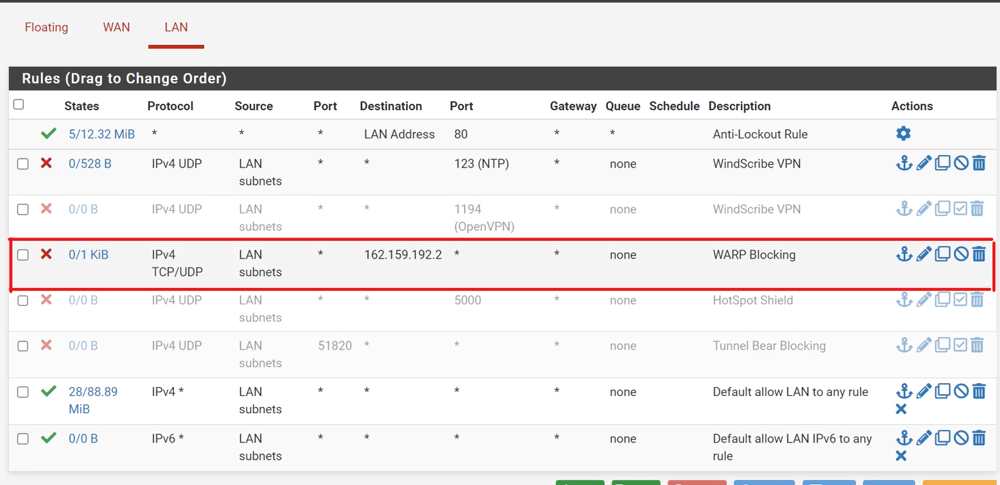 Floating WAN LAN
Rules (Drag to Change Order)
States Protocol Source Port Destination Port Gateway Queue Schedule Description Actions
5/12.32 MiB * * * LAN Address 80 * * Anti-Lockout Rule
0/528 B IPv4 UDP LAN * * 123 (NTP) * none WindScribe VPN
subnets
0/0 B IPv4 UDP LAN * * 1194 * none WindScribe VPN
subnets (OpenVPN)
0/1 KiB IPv4 LAN * 162.159.192.2 * * none WARP Blocking
TCP/UDP subnets
0/0 B IPv4 UDP LAN * * 5000 * none HotSpot Shield
subnets
0/0 B IPv4 UDP LAN 51820 * * * none Tunnel Bear Blocking
subnets
28/88.89 IPv4 * LAN * * * * none Default allow LAN to any rule
MiB subnets
0/0 B IPv6 * LAN * * * * none Default allow LAN IPv6 to any
subnets rule